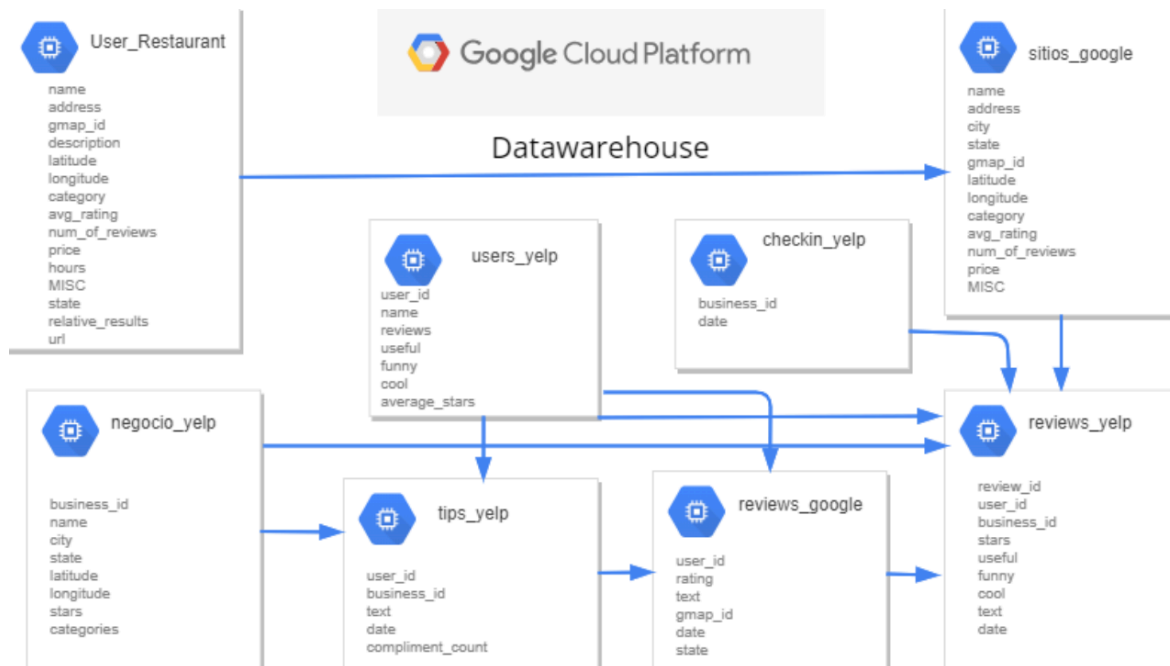 User_Restaurant
name
address
gmap_id
description
latitude
longitude
category
avg_rating
num_of_reviews
price
hours
MISC
state
relative_results
url
Google Cloud Platform
Datawarehouse
sitios_google
name
address
city
state
gmap_id
latitude
longitude
category
avg_rating
num_of_reviews
price
MISC
users_yelp
user_id
name
reviews
useful
funny
cool
average_stars
checkin_yelp
business_id
date
negocio_yelp
business_id
name
city
state
latitude
longitude
stars
categories
tips_yelp
user_id
business_id
text
date
compliment_count
reviews_google
user_id
rating
text
gmap_id
date
state
reviews_yelp
review_id
user_id
business_id
stars
useful
funny
cool
text
date